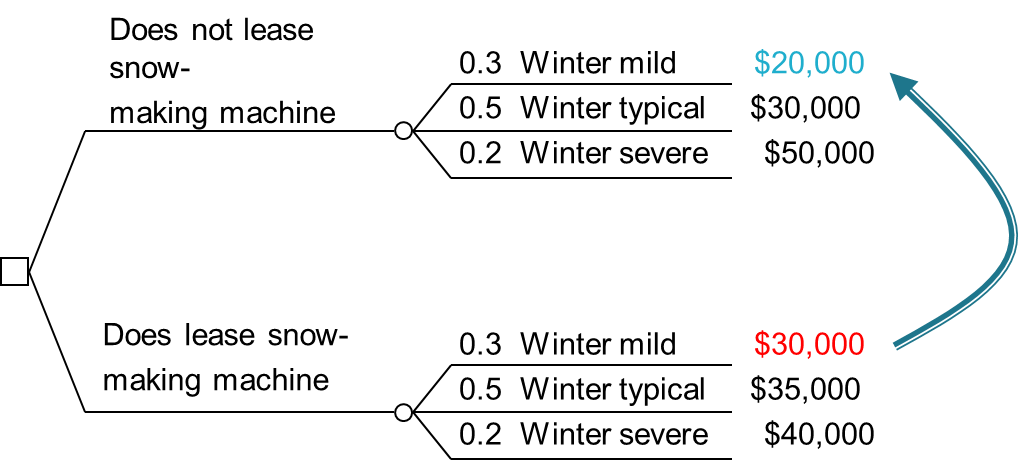 Does not lease
snow-
making machine
0.3 Winter mild $20,000
0.5 Winter typical $30,000
0.2 Winter severe $50,000
Does lease snow-
making machine
0.3 Winter mild $30,000
0.5 Winter typical $35,000
0.2 Winter severe $40,000